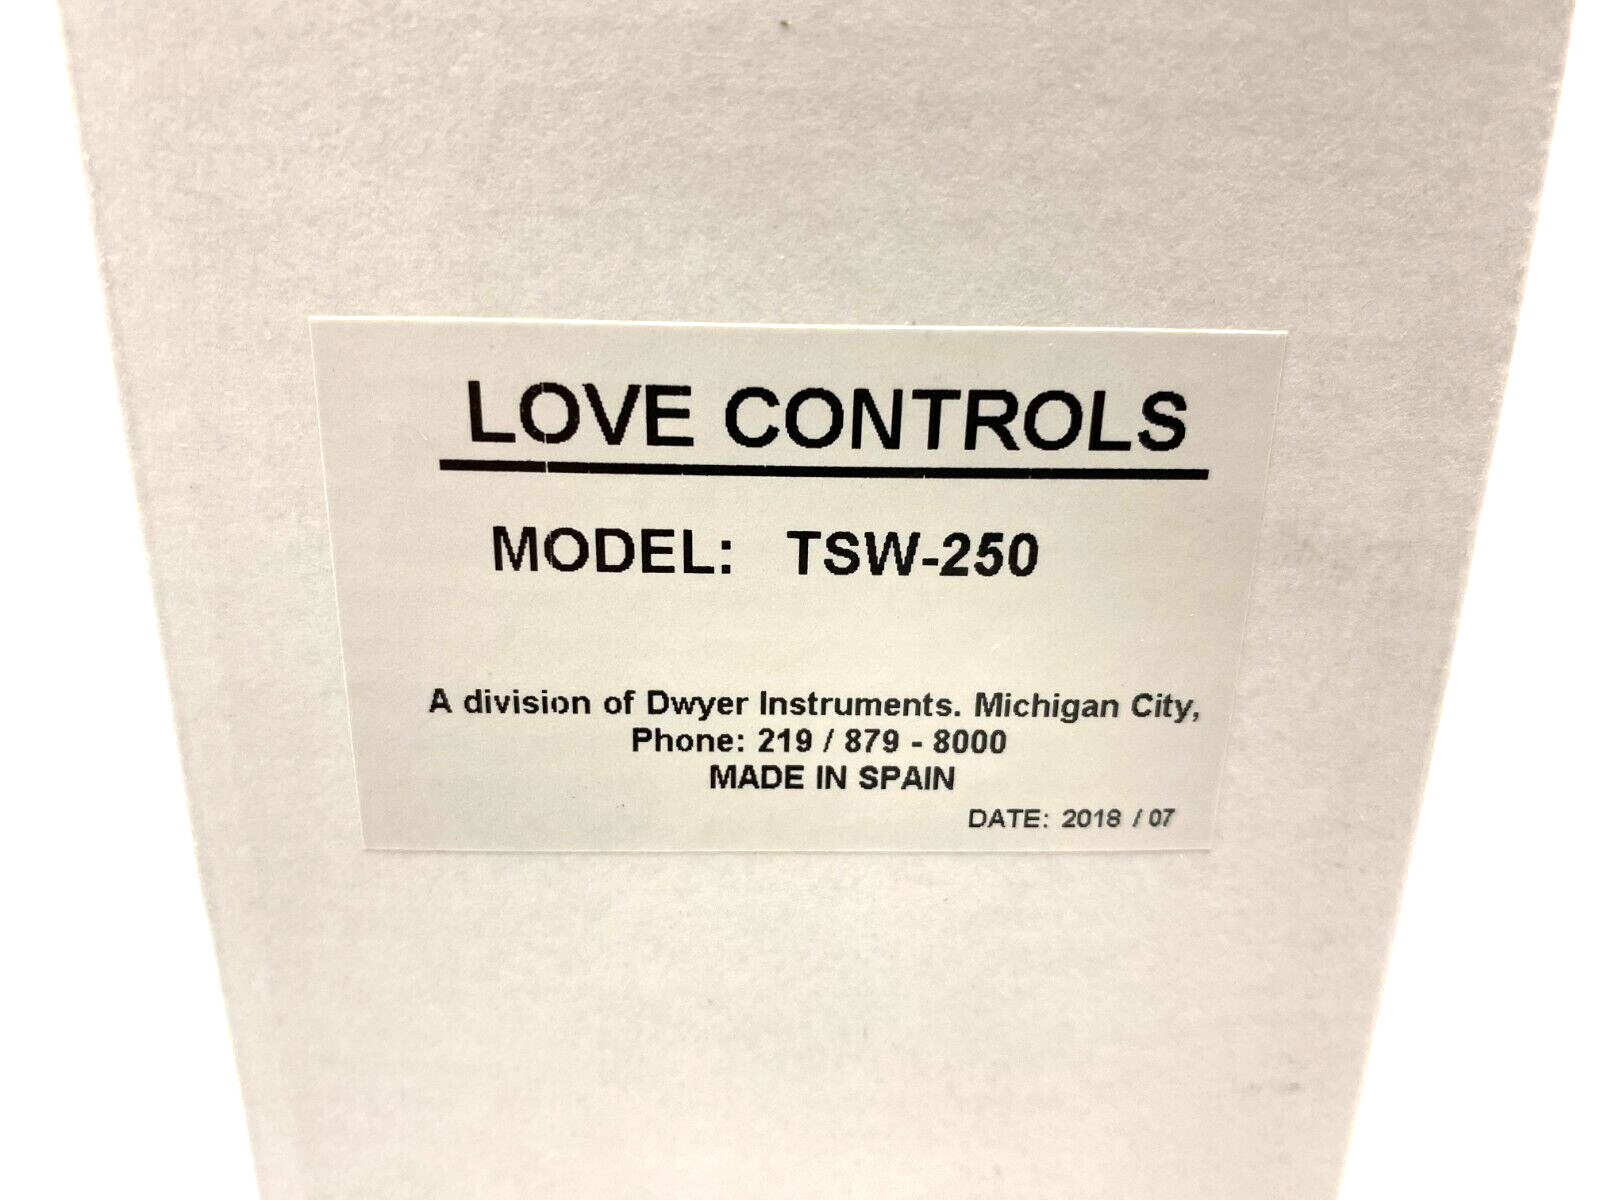 LOVE CONTROLS
MODEL: TSW-250
A division of Dwyer Instruments. Michigan City,
Phone: 219 / 879 - 8000
MADE IN SPAIN
DATE: 2018 / 07